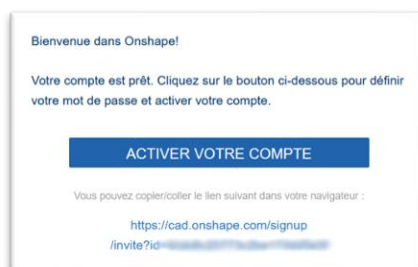 Bienvenue dans Onshape!
Votre compte est prêt. Cliquez sur le bouton ci-dessous pour définir
votre mot de passe et activer votre compte.
ACTIVER VOTRE COMPTE
Vous pouvez copier/coller le lien suivant dans votre navigateur :
https://cad.onshape.com/signup
/invite?id=